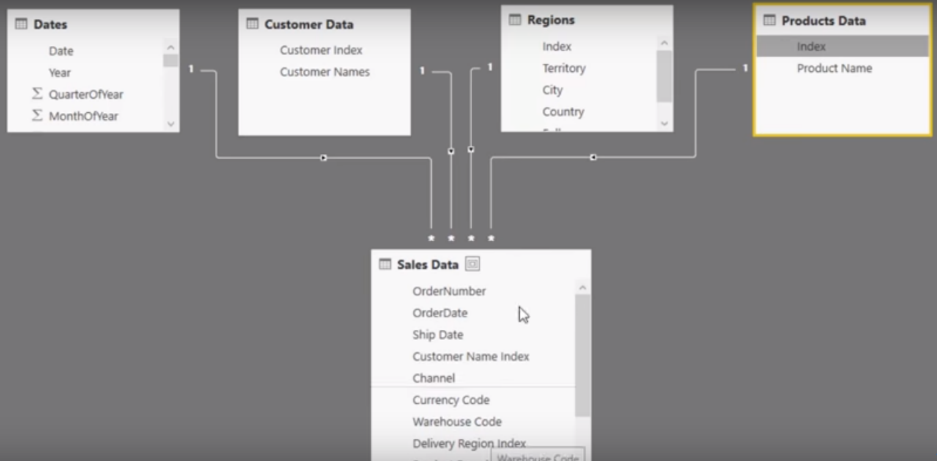 Dates
Date
Year
Σ QuarterOfYear
Σ MonthOfYear
Customer Data
Customer Index
Customer Names
Regions
Index
Territory
City
Country
Products Data
Index
Product Name
1
1
1
1
* * * *
Sales Data
OrderNumber
OrderDate
Ship Date
Customer Name Index
Channel
Currency Code
Warehouse Code
Delivery Region Index
Warehouse Code